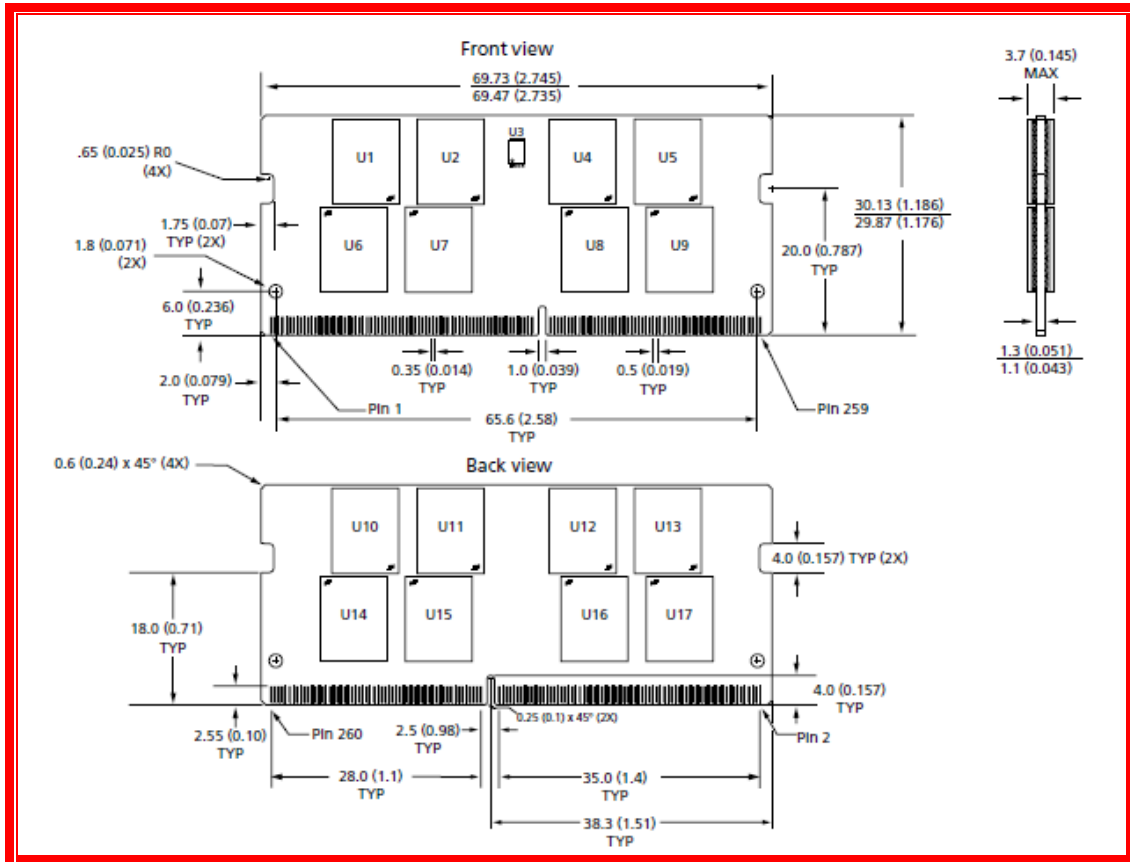 Front view
69.73 (2.745)
69.47 (2.735)
3.7 (0.145)
MAX
U1
U2
U3
U4
U5
.65 (0.025) R0
(4X)
1.75 (0.07)
TYP (2X)
1.8 (0.071)
(2X)
U6
U7
U8
U9
30.13 (1.186)
29.87 (1.176)
20.0 (0.787)
TYP
6.0 (0.236)
TYP
2.0 (0.079)
TYP
0.35 (0.014)
TYP
1.0 (0.039)
TYP
0.5 (0.019)
TYP
1.3 (0.051)
1.1 (0.043)
Pin 1
65.6 (2.58)
TYP
Pin 259
0.6 (0.24) x 45° (4X)
Back view
U10
U11
U12
U13
4.0 (0.157) TYP (2X)
U14
U15
U16
U17
18.0 (0.71)
TYP
4.0 (0.157)
TYP
0.25 (0.1) x 45° (2X)
2.55 (0.10)
TYP
Pin 260
2.5 (0.98)
TYP
Pin 2
28.0 (1.1)
TYP
35.0 (1.4)
TYP
38.3 (1.51)
TYP